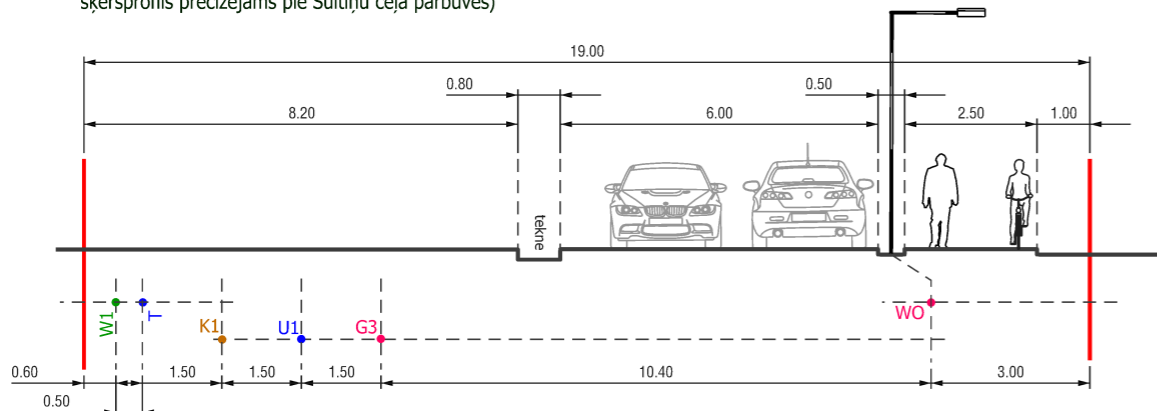 šķērsprofils precizējams pie Sultiņu ceļa pārbūves)
19.00
0.80
0.50
8.20
6.00
2.50
1.00
tekne
W1
T
K1
U1
G3
WO
0.60
1.50
1.50
1.50
10.40
3.00
0.50